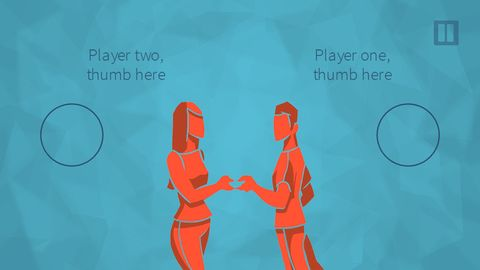 Player two,
thumb here
Player one,
thumb here